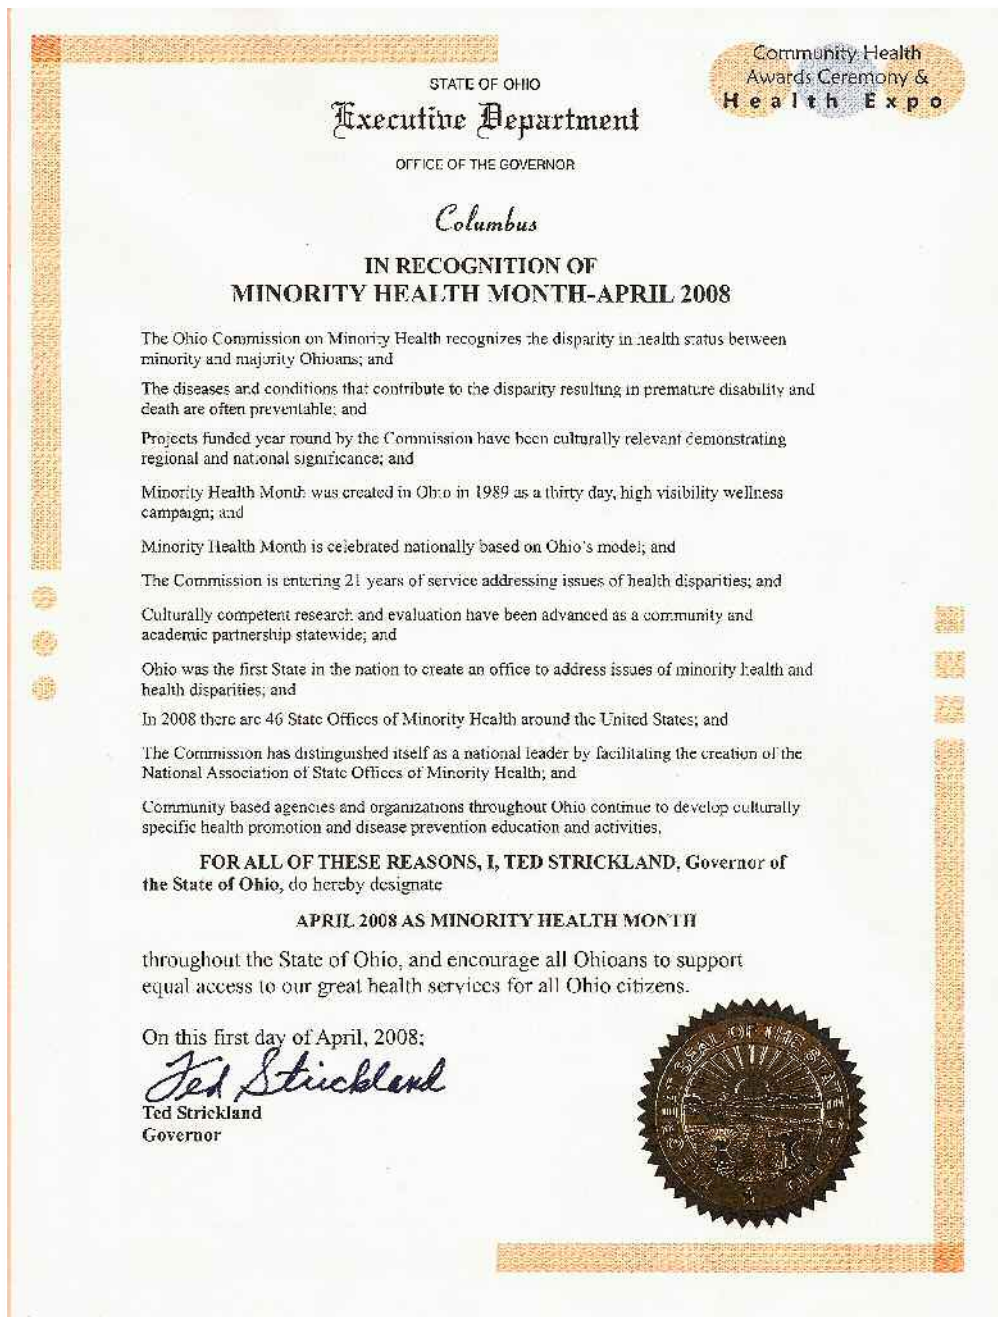 Community Health
Awards Ceremony &
Health Expo
STATE OF OHIO
Executive Department
OFFICE OF THE GOVERNOR
Columbus
IN RECOGNITION OF
MINORITY HEALTH MONTH-APRIL 2008
The Ohio Commission on Minority Health recognizes the disparity in health status between
minority and majority Ohioans; and
The diseases and conditions that contribute to the disparity resulting in premature disability and
death are often preventable; and
Projects funded year round by the Commission have been culturally relevant demonstrating
regional and national significance; and
Minority Health Month was created in Ohio in 1989 as a thirty day, high visibility wellness
campaign; and
Minority Health Month is celebrated nationally based on Ohio's model; and
The Commission is entering 21 years of service addressing issues of health disparities; and
Culturally competent research and evaluation have been advanced as a community and
academic partnership statewide; and
Ohio was the first State in the nation to create an office to address issues of minority health and
health disparities; and
In 2008 there are 46 State Offices of Minority Health around the United States; and
The Commission has distinguished itself as a national leader by facilitating the creation of the
National Association of State Offices of Minority Health; and
Community based agencies and organizations throughout Ohio continue to develop culturally
specific health promotion and disease prevention education and activities,
FOR ALL OF THESE REASONS, I, TED STRICKLAND, Governor of
the State of Ohio, do hereby designate
APRIL 2008 AS MINORITY HEALTH MONTH
throughout the State of Ohio, and encourage all Ohioans to support
equal access to our great health services for all Ohio citizens.
On this first day of April, 2008:
Ted Strickland
Ted Strickland
Governor
THE GREAT SEAL OF THE STATE OF OHIO